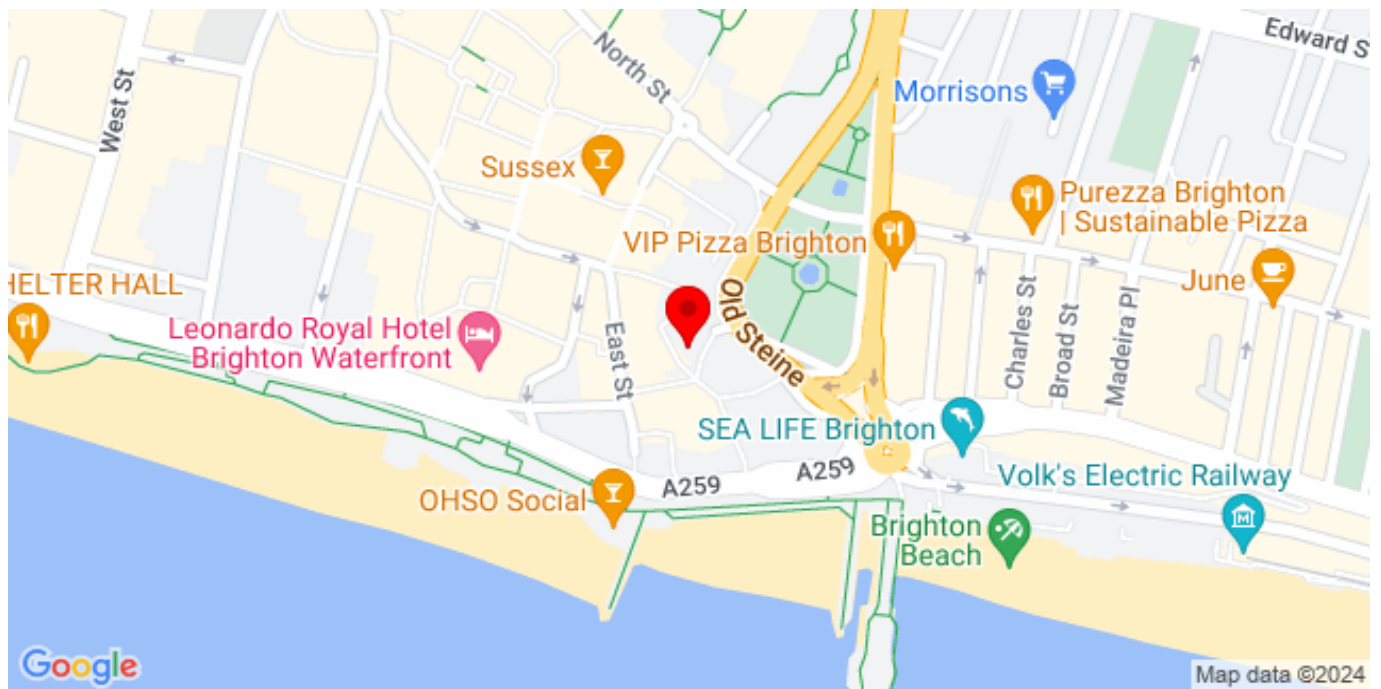 Edward S
North St
West St
Morrisons
Sussex
Purezza Brighton
| Sustainable Pizza
VIP Pizza Brighton
HELTER HALL
June
Old Steine
Leonardo Royal Hotel
Brighton Waterfront
East St
Charles St
Broad St
Madeira Pl
SEA LIFE Brighton
A259
A259
Volk's Electric Railway
OHSO Social
Brighton
Beach
Google
Map data ©2024